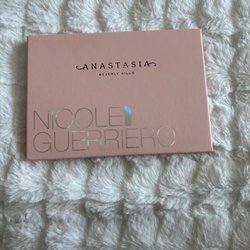 ANASTASIA
BEVERLY HILLS
NICOLE
GUERRIERO